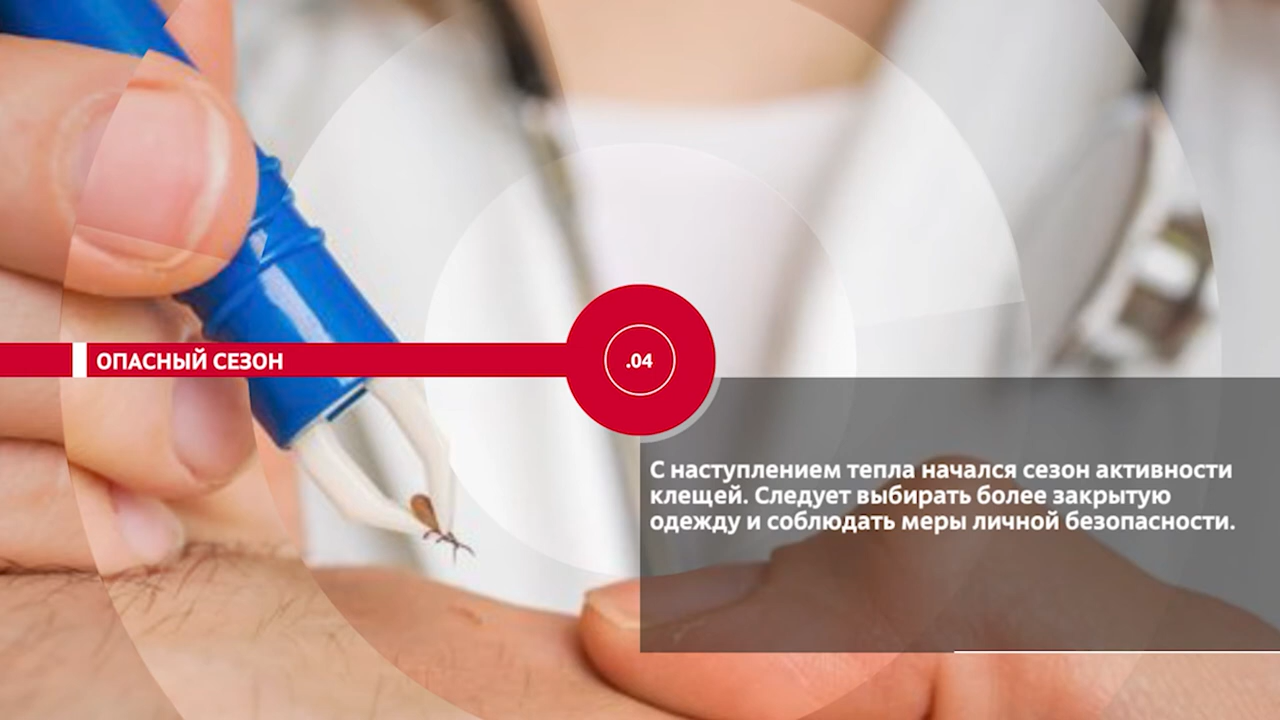 ОПАСНЫЙ СЕЗОН
.04
С наступлением тепла начался сезон активности
клещей. Следует выбирать более закрытую
одежду и соблюдать меры личной безопасности.